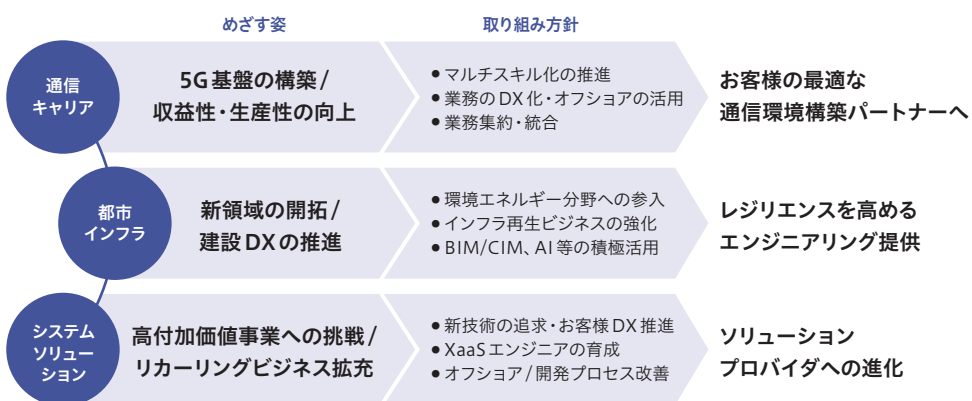 めざす姿
取り組み方針
通信
キャリア
5G基盤の構築/
収益性・生産性の向上
●マルチスキル化の推進
●業務のDX化・オフショアの活用
●業務集約・統合
お客様の最適な
通信環境構築パートナーへ
都市
インフラ
新領域の開拓/
建設DXの推進
●環境エネルギー分野への参入
●インフラ再生ビジネスの強化
●BIM/CIM、AI等の積極活用
レジリエンスを高める
エンジニアリング提供
システム
ソリュー
ション
高付加価値事業への挑戦/
リカーリングビジネス拡充
●新技術の追求・お客様DX推進
●XaaSエンジニアの育成
●オフショア/開発プロセス改善
ソリューション
プロバイダへの進化